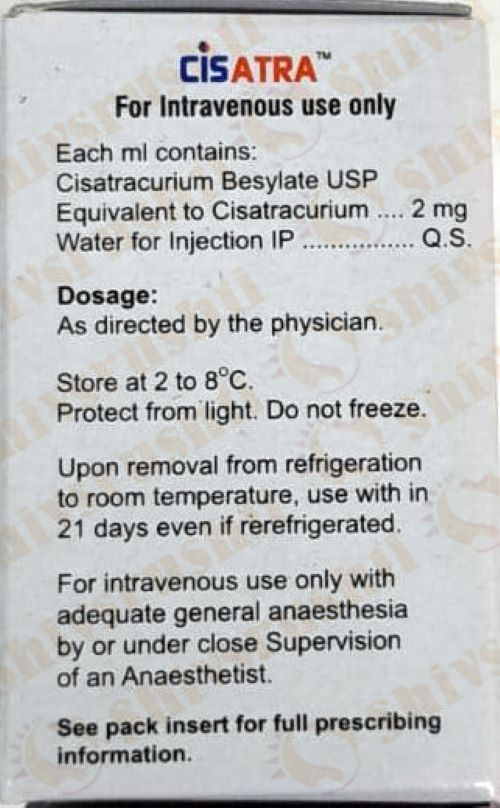 CiSATRA™
For Intravenous use only
Each ml contains:
Cisatracurium Besylate USP
Equivalent to Cisatracurium .... 2 mg
Water for Injection IP ................ Q.S.
Dosage:
As directed by the physician.
Store at 2 to 8°C.
Protect from light. Do not freeze.
Upon removal from refrigeration
to room temperature, use with in
21 days even if rerefrigerated.
For intravenous use only with
adequate general anaesthesia
by or under close Supervision
of an Anaesthetist.
See pack insert for full prescribing
information.